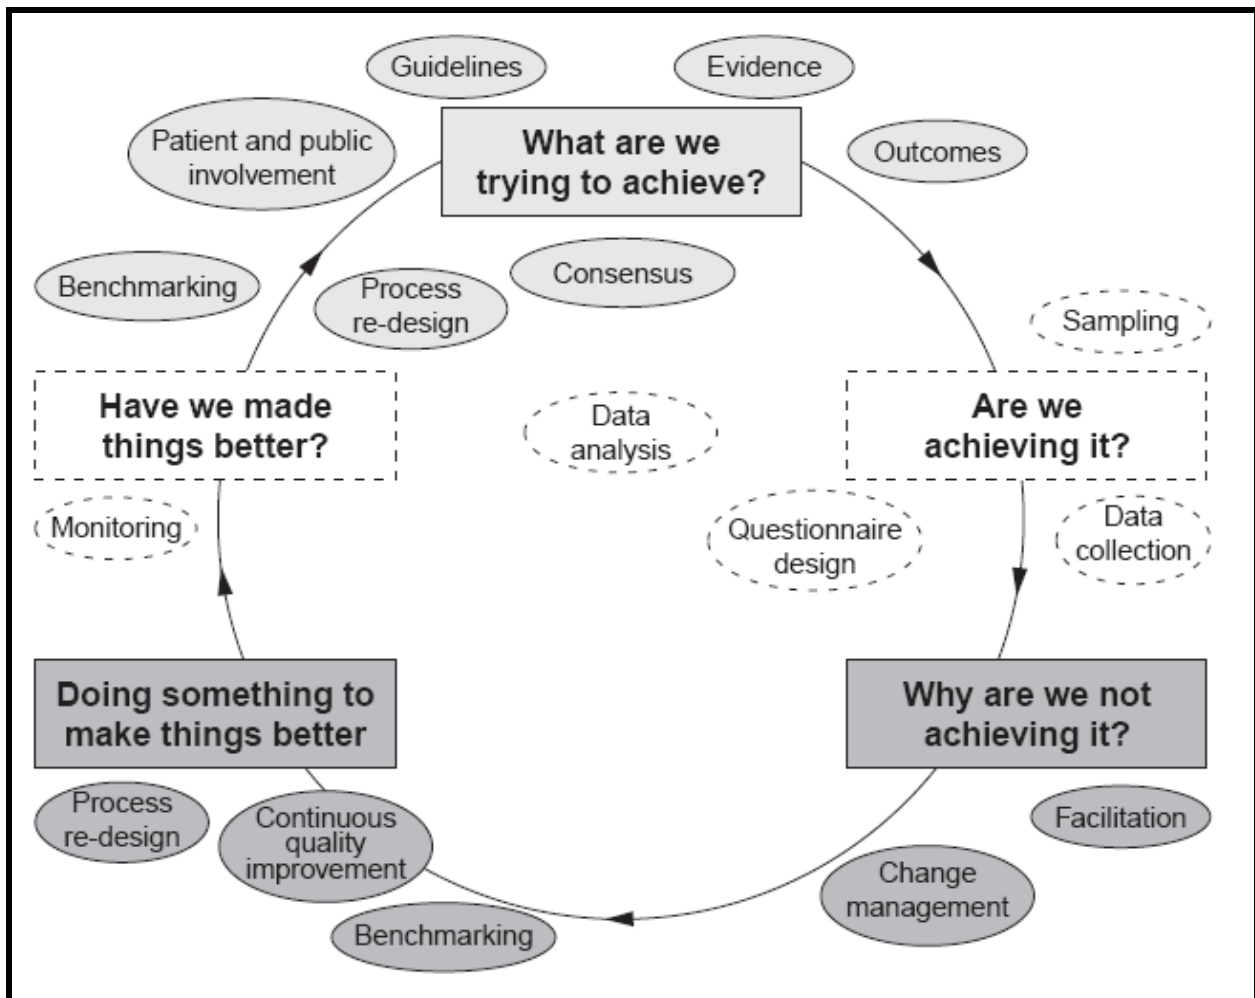 Guidelines
Evidence
What are we
trying to achieve?
Patient and public
involvement
Outcomes
Benchmarking
Process
re-design
Consensus
Sampling
Have we made
things better?
Data
analysis
Are we
achieving it?
Monitoring
Questionnaire
design
Data
collection
Doing something to
make things better
Why are we not
achieving it?
Process
re-design
Continuous
quality
improvement
Facilitation
Change
management
Benchmarking